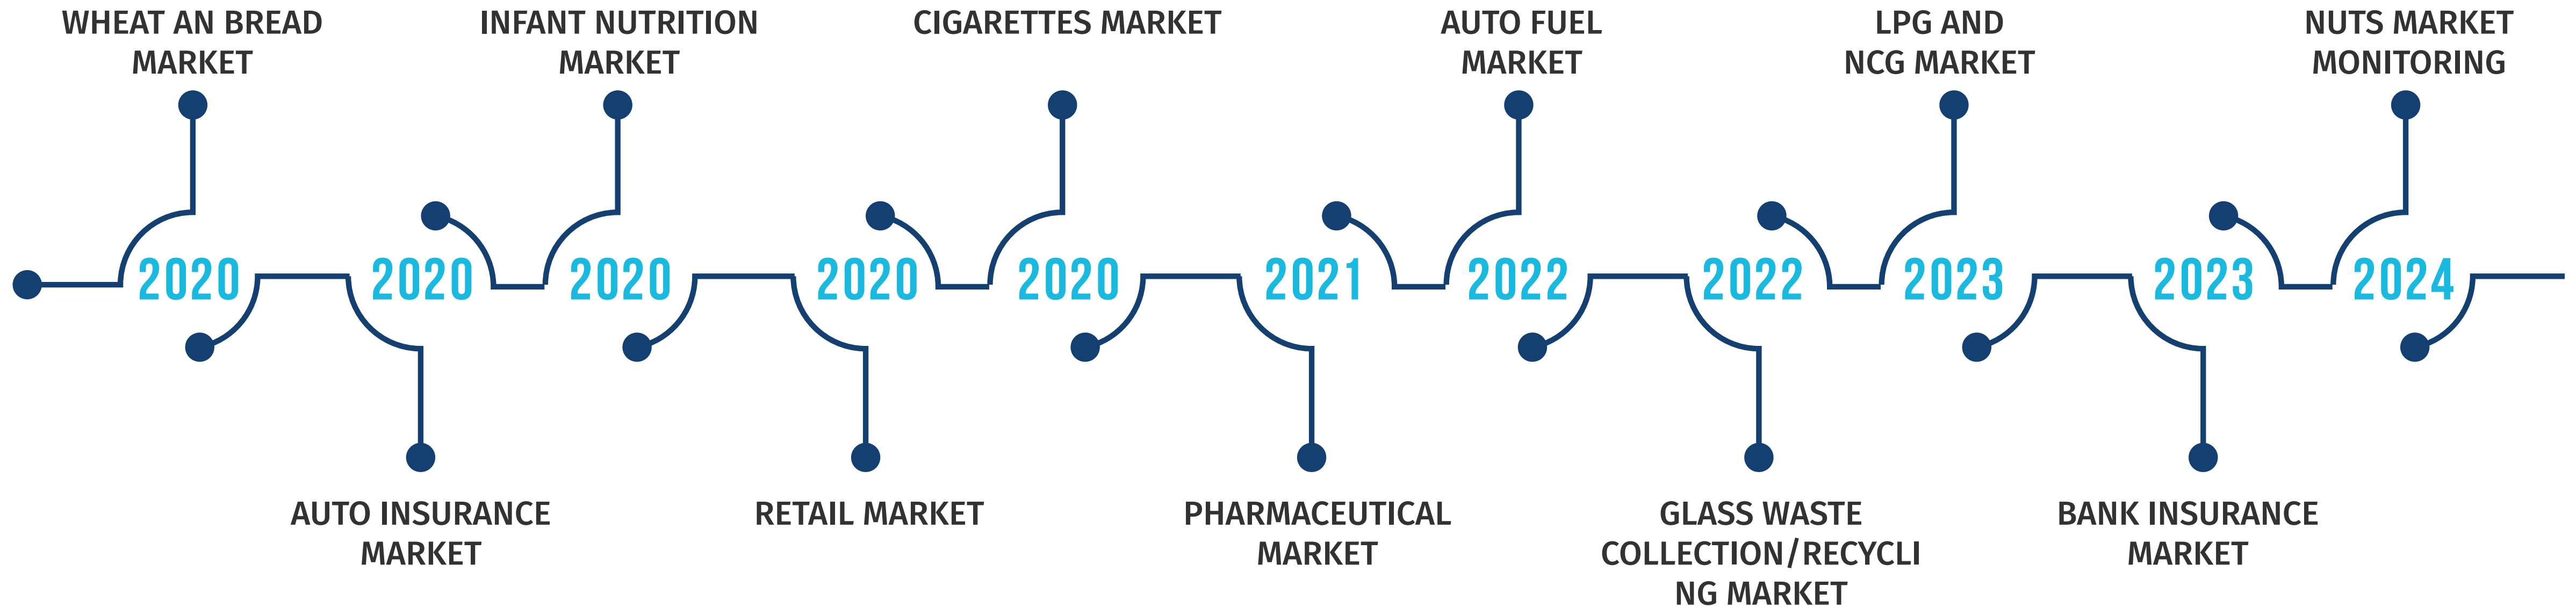 WHEAT AN BREAD
MARKET
INFANT NUTRITION
MARKET
CIGARETTES MARKET
AUTO FUEL
MARKET
LPG AND
NCG MARKET
NUTS MARKET
MONITORING
2020
2020
2020
2020
2020
2021
2022
2022
2023
2023
2024
AUTO INSURANCE
MARKET
RETAIL MARKET
PHARMACEUTICAL
MARKET
GLASS WASTE
COLLECTION/RECYCLI
NG MARKET
BANK INSURANCE
MARKET